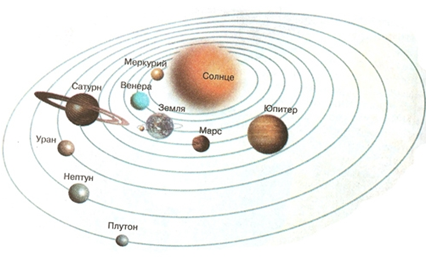 Меркурий
Солнце
Венера
Сатурн
Земля
Юпитер
Марс
Уран
Нептун
Плутон